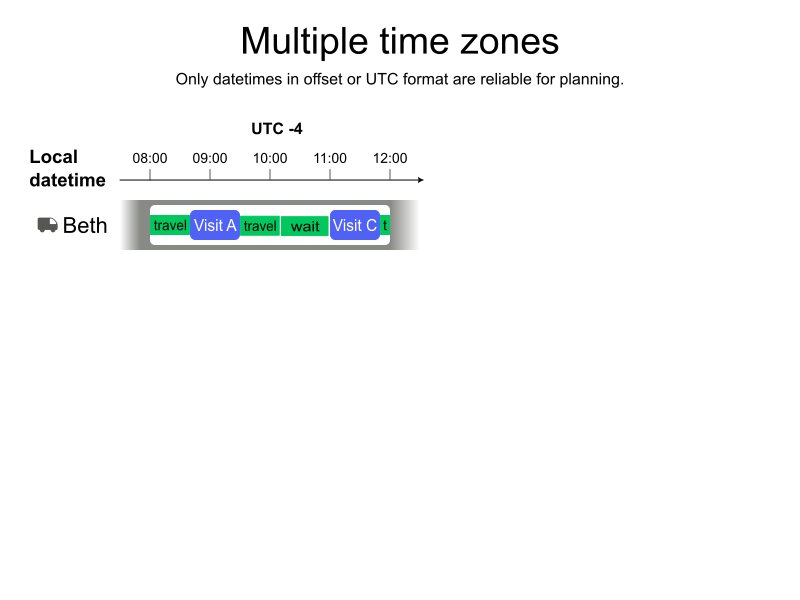 Multiple time zones
Only datetimes in offset or UTC format are reliable for planning.
UTC -4
Local
datetime
08:00 09:00 10:00 11:00 12:00
Beth
travel Visit A travel wait Visit C t